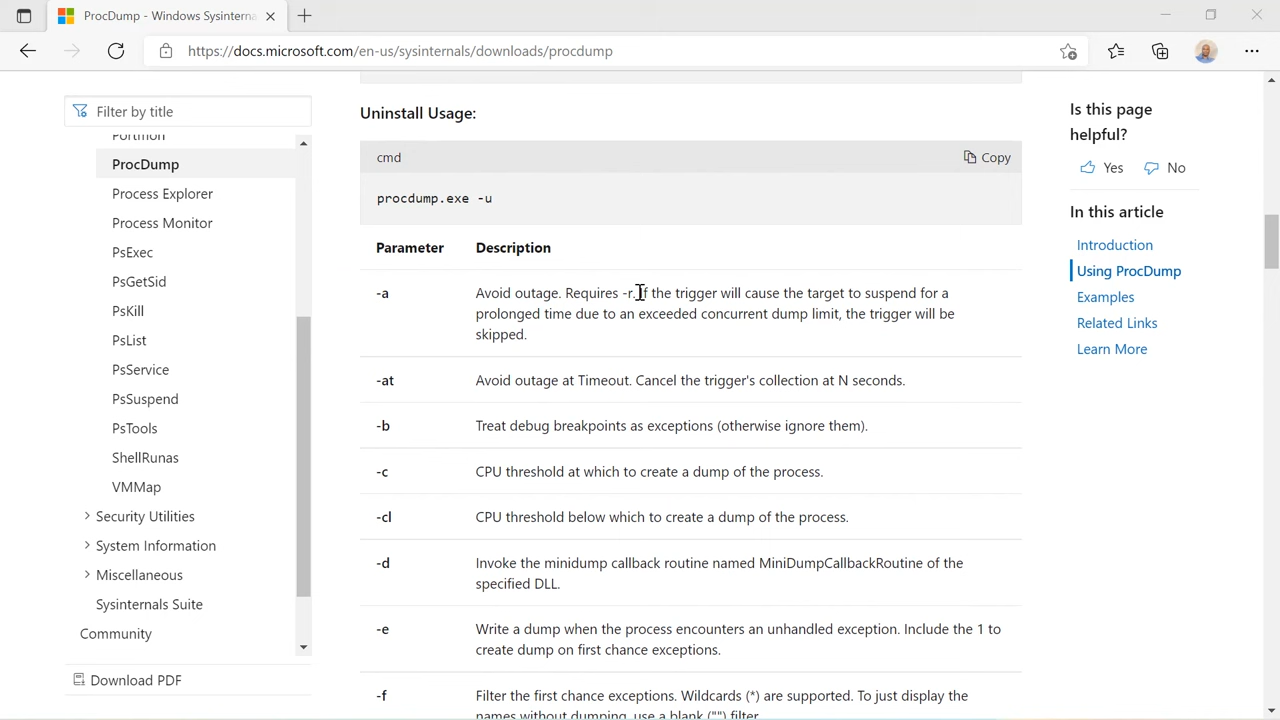 ProcDump - Windows Sysinterna
https://docs.microsoft.com/en-us/sysinternals/downloads/procdump
Filter by title
Portmon
ProcDump
Process Explorer
Process Monitor
PsExec
PsGetSid
PsKill
PsList
PsService
PsSuspend
PsTools
ShellRunas
VMMap
Security Utilities
System Information
Miscellaneous
Sysinternals Suite
Community
Download PDF
Uninstall Usage:
cmd
Copy
procdump.exe -u
Parameter Description
-a Avoid outage. Requires -r. If the trigger will cause the target to suspend for a
prolonged time due to an exceeded concurrent dump limit, the trigger will be
skipped.
-at Avoid outage at Timeout. Cancel the trigger's collection at N seconds.
-b Treat debug breakpoints as exceptions (otherwise ignore them).
-c CPU threshold at which to create a dump of the process.
-cl CPU threshold below which to create a dump of the process.
-d Invoke the minidump callback routine named MiniDumpCallbackRoutine of the
specified DLL.
-e Write a dump when the process encounters an unhandled exception. Include the 1 to
create dump on first chance exceptions.
-f Filter the first chance exceptions. Wildcards (*) are supported. To just display the
names without dumping, use a blank ("") filter.
Is this page
helpful?
Yes No
In this article
Introduction
Using ProcDump
Examples
Related Links
Learn More